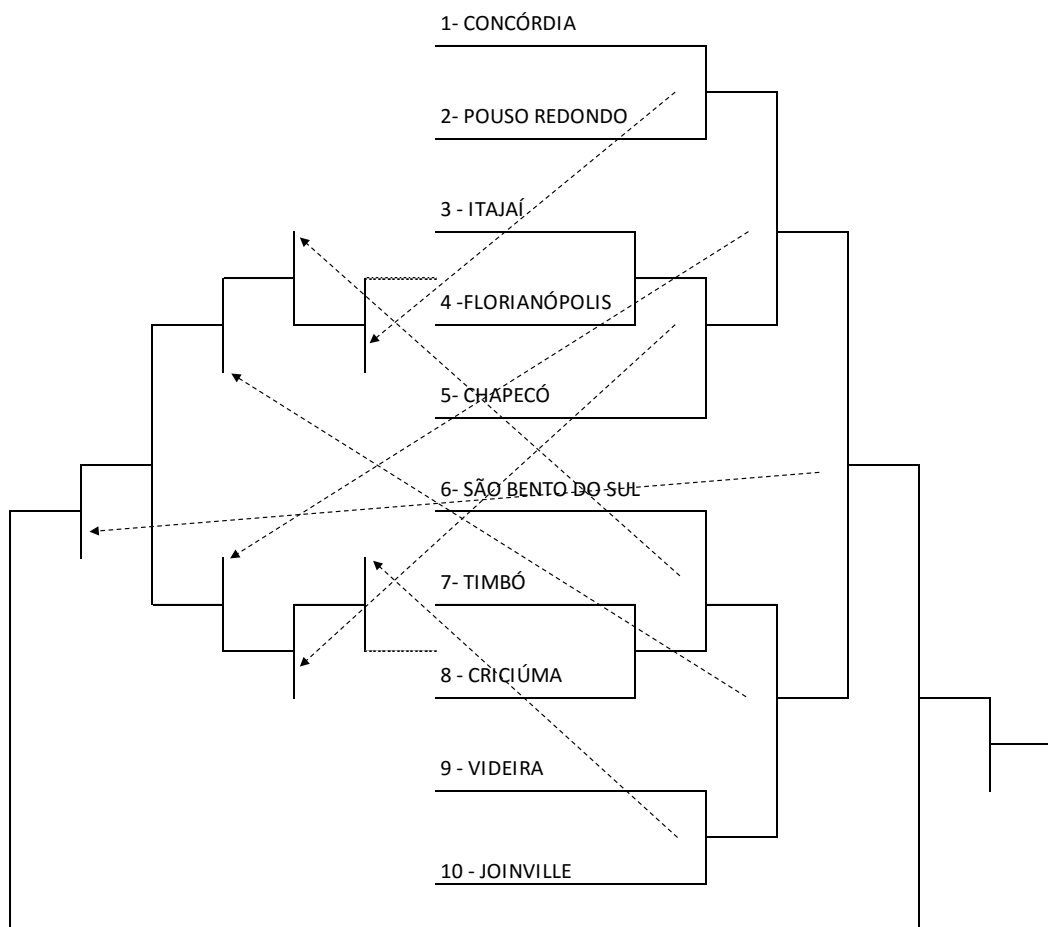 1- CONCÓRDIA
2- POUSO REDONDO
3 - ITAJAÍ
4 -FLORIANÓPOLIS
5- CHAPECÓ
6- SÃO BENTO DO SUL
7- TIMBÓ
8 - CRICIÚMA
9 - VIDEIRA
10 - JOINVILLE